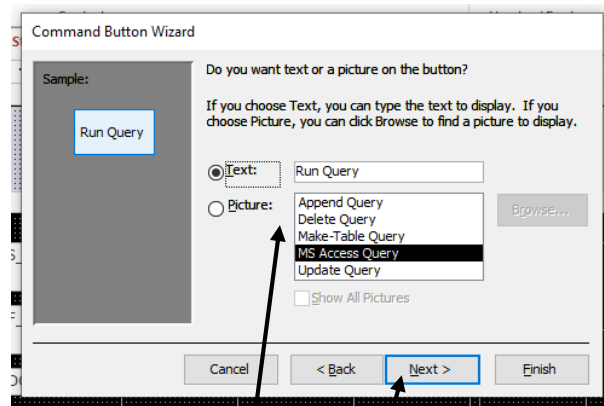 Command Button Wizard
Sample:
Run Query
Do you want text or a picture on the button?
If you choose Text, you can type the text to display. If you
choose Picture, you can click Browse to find a picture to display.
Text:
Run Query
Picture:
Append Query
Delete Query
Make-Table Query
MS Access Query
Update Query
Browse...
Show All Pictures
Cancel
< Back
Next >
Finish